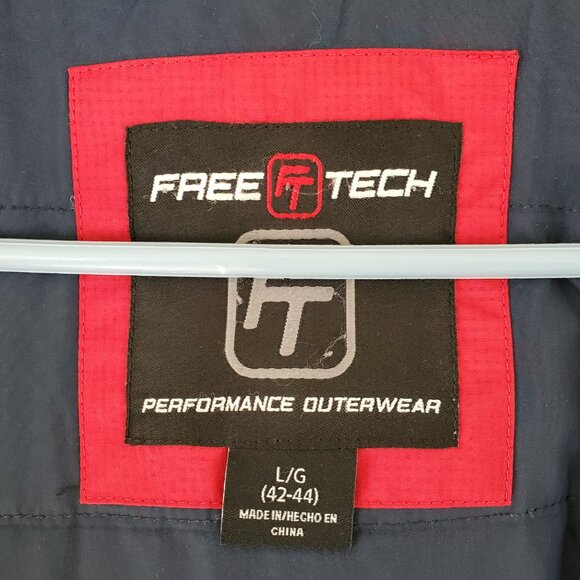 FREE FT TECH
FT
PERFORMANCE OUTERWEAR
L/G
(42-44)
MADE IN/HECHO EN
CHINA